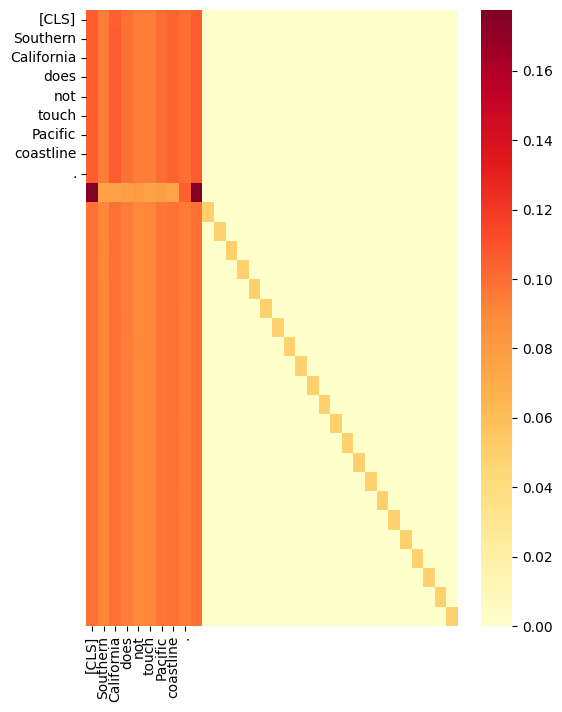 [CLS]
Southern
California
does
not
touch
Pacific
coastline
.
0.16
0.14
0.12
0.10
0.08
0.06
0.04
0.02
0.00
[CLS]
Southern
California
does
not
touch
Pacific
coastline
.